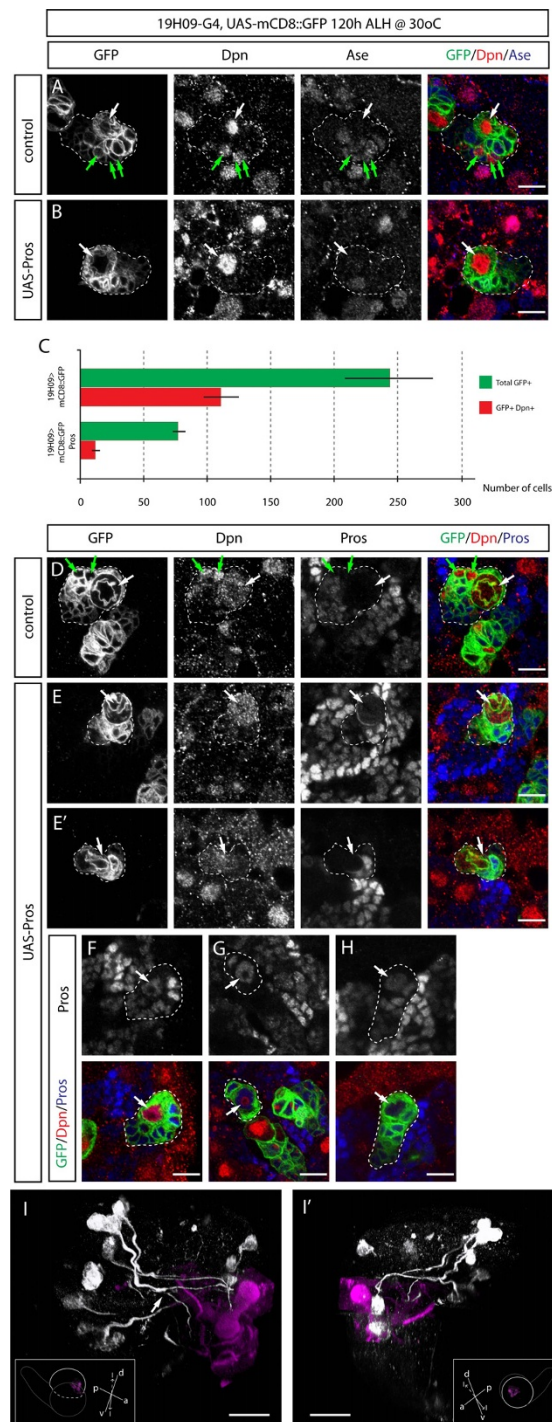 19H09-G4, UAS-mCD8::GFP 120h ALH @ 30oC
GFP Dpn Ase GFP/Dpn/Ase
control
A
UAS-Pros
B
C
19H09>
mCD8::GFP
19H09>
mCD8::GFP
Pros
Total GFP+
GFP+ Dpn+
0 50 100 150 200 250 300
Number of cells
GFP Dpn Pros GFP/Dpn/Pros
control
D
UAS-Pros
E
E'
F G H
Pros
GFP/Dpn/Pros
I I'
d
p
a
v
l
d
p
a
v
l